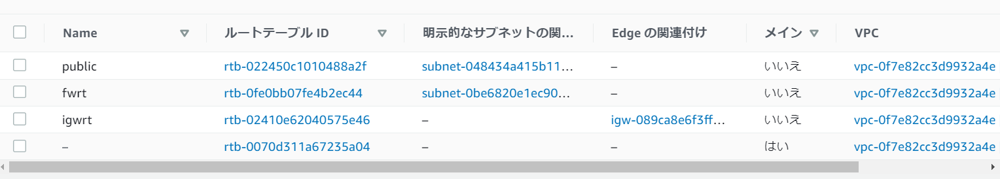 Name ルートテーブル ID 明示的なサブネットの関... Edge の関連付け メイン VPC
public rtb-022450c1010488a2f subnet-048434a415b11... – いいえ vpc-0f7e82cc3d9932a4e
fwrt rtb-0fe0bb07fe4b2ec44 subnet-0be6820e1ec90... – いいえ vpc-0f7e82cc3d9932a4e
igwrt rtb-02410e62040575e46 – igw-089ca8e6f3ff... いいえ vpc-0f7e82cc3d9932a4e
– rtb-0070d311a67235a04 – – はい vpc-0f7e82cc3d9932a4e